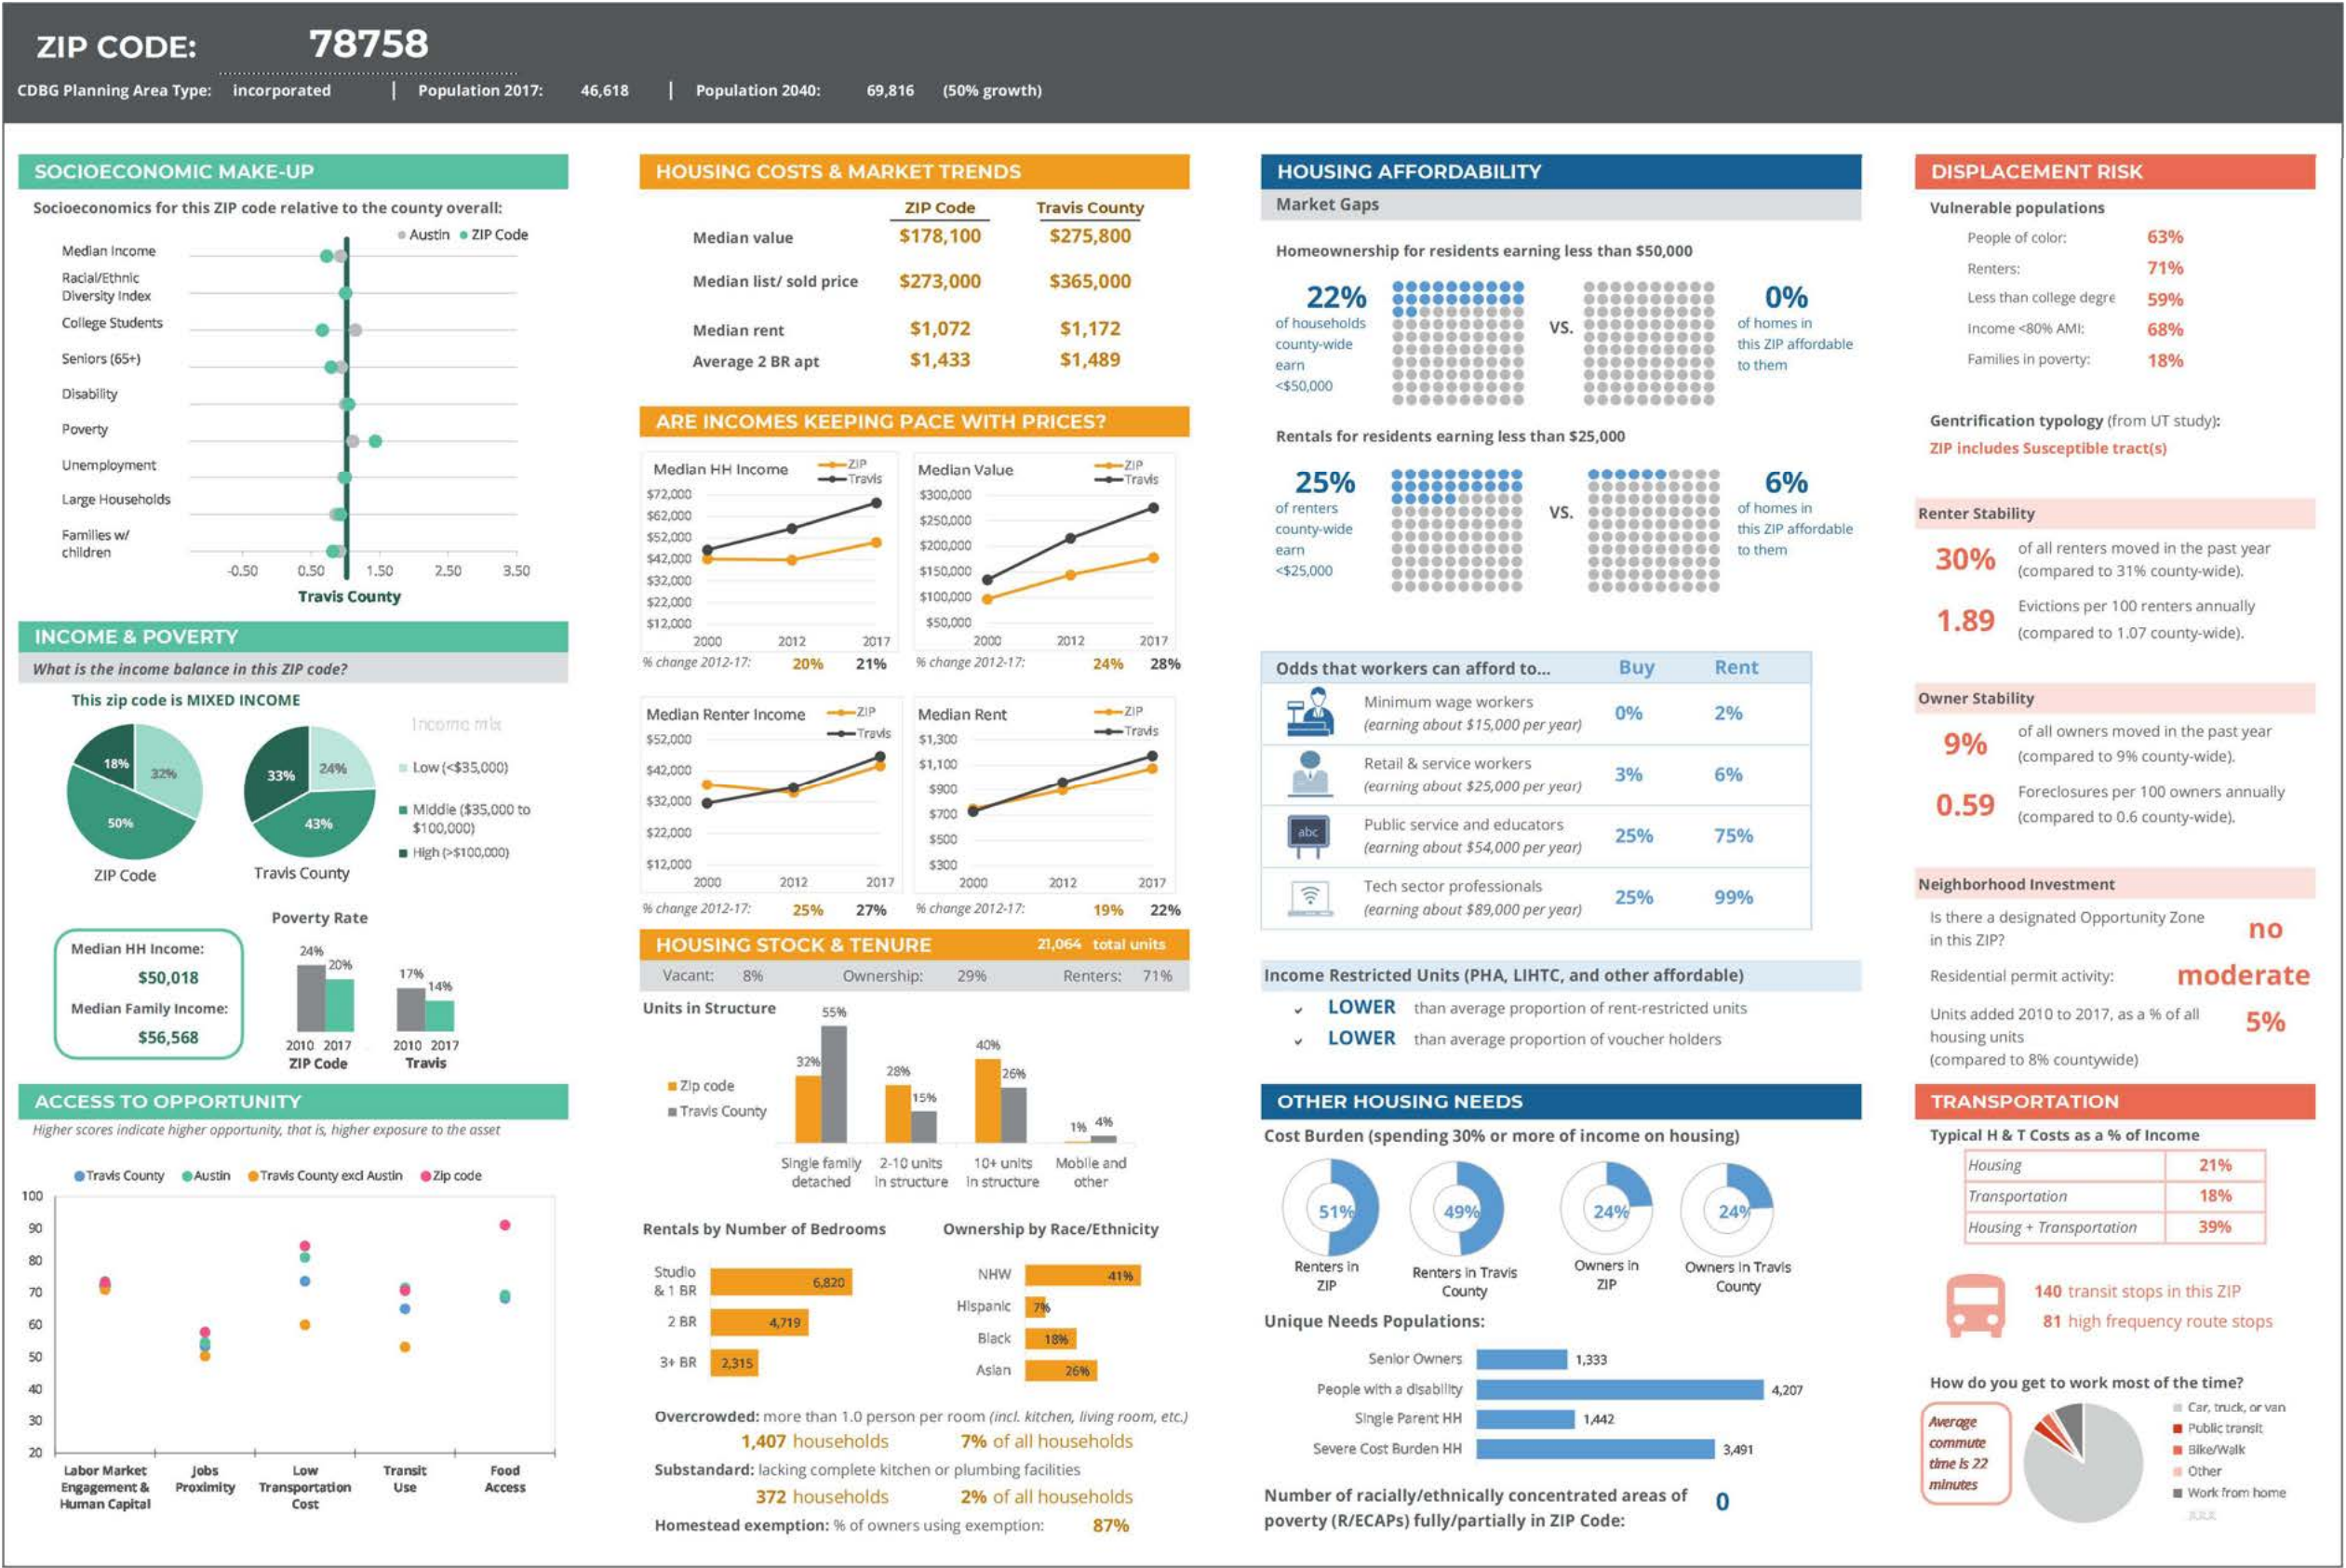 ZIP CODE: 78758
CDBG Planning Area Type: incorporated | Population 2017: 46,618 | Population 2040: 69,816 (50% growth)
SOCIOECONOMIC MAKE-UP
Socioeconomics for this ZIP code relative to the county overall:
Austin ZIP Code
Median Income
Racial/Ethnic
Diversity Index
College Students
Seniors (65+)
Disability
Poverty
Unemployment
Large Households
Families w/
children
-0.50 0.50 1.50 2.50 3.50
Travis County
INCOME & POVERTY
What is the income balance in this ZIP code?
This zip code is MIXED INCOME
Income mix
18% 32% 50%
33% 24% 43%
Low (<$35,000)
Middle ($35,000 to
$100,000)
High (>$100,000)
ZIP Code
Travis County
Poverty Rate
Median HH Income:
$50,018
Median Family Income:
$56,568
24% 20% 17% 14%
2010 2017 2010 2017
ZIP Code Travis
ACCESS TO OPPORTUNITY
Higher scores indicate higher opportunity, that is, higher exposure to the asset
Travis County Austin Travis County excl Austin Zip code
100
90
80
70
60
50
40
30
20
Labor Market
Engagement &
Human Capital
Jobs
Proximity
Low
Transportation
Cost
Transit
Use
Food
Access
HOUSING COSTS & MARKET TRENDS
ZIP Code Travis County
Median value $178,100 $275,800
Median list/ sold price $273,000 $365,000
Median rent $1,072 $1,172
Average 2 BR apt $1,433 $1,489
ARE INCOMES KEEPING PACE WITH PRICES?
Median HH Income
ZIP
Travis
$72,000
$62,000
$52,000
$42,000
$32,000
$22,000
$12,000
2000 2012 2017
% change 2012-17: 20% 21%
Median Value
ZIP
Travis
$300,000
$250,000
$200,000
$150,000
$100,000
$50,000
2000 2012 2017
% change 2012-17: 24% 28%
Median Renter Income
ZIP
Travis
$52,000
$42,000
$32,000
$22,000
$12,000
2000 2012 2017
% change 2012-17: 25% 27%
Median Rent
ZIP
Travis
$1,300
$1,100
$900
$700
$500
$300
2000 2012 2017
% change 2012-17: 19% 22%
HOUSING STOCK & TENURE 21,064 total units
Vacant: 8% Ownership: 29% Renters: 71%
Units in Structure
Zip code
Travis County
32% 55% 28% 15% 40% 26% 1% 4%
Single family
detached
2-10 units
in structure
10+ units
in structure
Mobile and
other
Rentals by Number of Bedrooms
Studio
& 1 BR 6,820
2 BR 4,719
3+ BR 2,315
Ownership by Race/Ethnicity
NHW 41%
Hispanic 7%
Black 18%
Asian 26%
Overcrowded: more than 1.0 person per room (incl. kitchen, living room, etc.)
1,407 households 7% of all households
Substandard: lacking complete kitchen or plumbing facilities
372 households 2% of all households
Homestead exemption: % of owners using exemption: 87%
HOUSING AFFORDABILITY
Market Gaps
Homeownership for residents earning less than $50,000
22%
of households
county-wide
earn
<$50,000
VS.
0%
of homes in
this ZIP affordable
to them
Rentals for residents earning less than $25,000
25%
of renters
county-wide
earn
<$25,000
VS.
6%
of homes in
this ZIP affordable
to them
Odds that workers can afford to... Buy Rent
Minimum wage workers
(earning about $15,000 per year) 0% 2%
Retail & service workers
(earning about $25,000 per year) 3% 6%
abc
Public service and educators
(earning about $54,000 per year) 25% 75%
Tech sector professionals
(earning about $89,000 per year) 25% 99%
Income Restricted Units (PHA, LIHTC, and other affordable)
LOWER than average proportion of rent-restricted units
LOWER than average proportion of voucher holders
OTHER HOUSING NEEDS
Cost Burden (spending 30% or more of income on housing)
51% 49% 24% 24%
Renters in
ZIP
Renters in Travis
County
Owners in
ZIP
Owners in Travis
County
Unique Needs Populations:
Senior Owners 1,333
People with a disability 4,207
Single Parent HH 1,442
Severe Cost Burden HH 3,491
Number of racially/ethnically concentrated areas of
poverty (R/ECAPs) fully/partially in ZIP Code: 0
DISPLACEMENT RISK
Vulnerable populations
People of color: 63%
Renters: 71%
Less than college degre 59%
Income <80% AMI: 68%
Families in poverty: 18%
Gentrification typology (from UT study):
ZIP includes Susceptible tract(s)
Renter Stability
30% of all renters moved in the past year
(compared to 31% county-wide).
1.89 Evictions per 100 renters annually
(compared to 1.07 county-wide).
Owner Stability
9% of all owners moved in the past year
(compared to 9% county-wide).
0.59 Foreclosures per 100 owners annually
(compared to 0.6 county-wide).
Neighborhood Investment
Is there a designated Opportunity Zone
in this ZIP? no
Residential permit activity: moderate
Units added 2010 to 2017, as a % of all
housing units 5%
(compared to 8% countywide)
TRANSPORTATION
Typical H & T Costs as a % of Income
Housing 21%
Transportation 18%
Housing + Transportation 39%
140 transit stops in this ZIP
81 high frequency route stops
How do you get to work most of the time?
Average
commute
time is 22
minutes
Car, truck, or van
Public transit
Bike/Walk
Other
Work from home